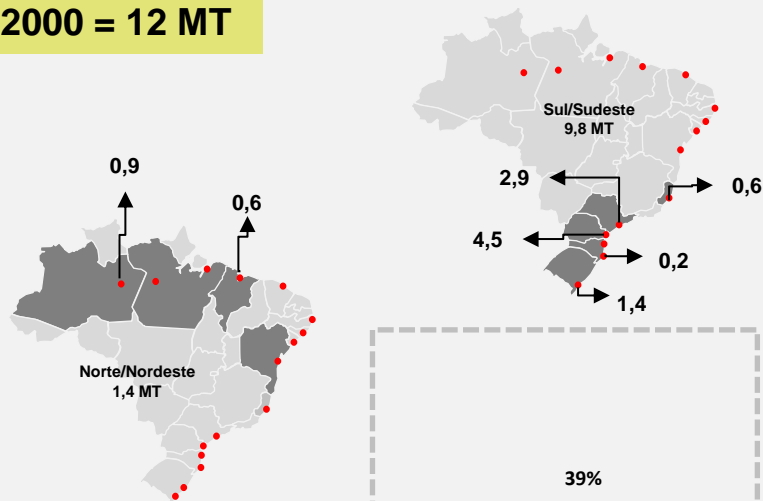 2000 = 12 MT
Sul/Sudeste
9,8 MT
2,9
0,6
4,5
0,2
1,4
0,9
0,6
Norte/Nordeste
1,4 MT
39%